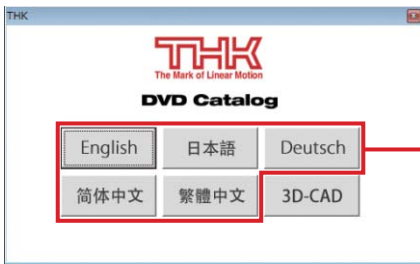 THK
THK
The Mark of Linear Motion
DVD Catalog
English 日本語 Deutsch
简体中文 繁體中文 3D-CAD